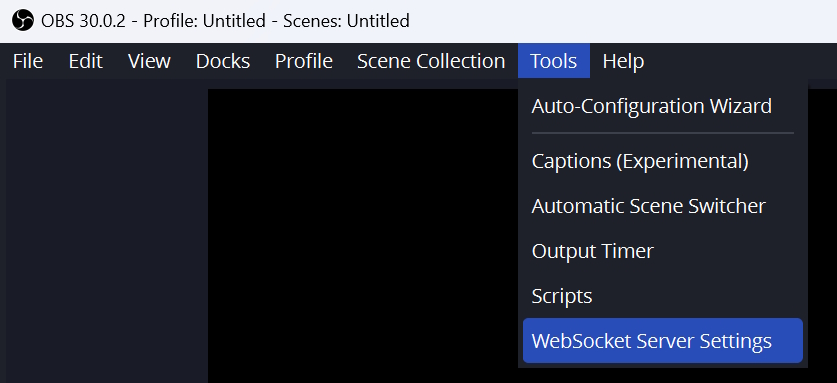 OBS 30.0.2 - Profile: Untitled - Scenes: Untitled
File Edit View Docks Profile Scene Collection Tools Help
Auto-Configuration Wizard
Captions (Experimental)
Automatic Scene Switcher
Output Timer
Scripts
WebSocket Server Settings